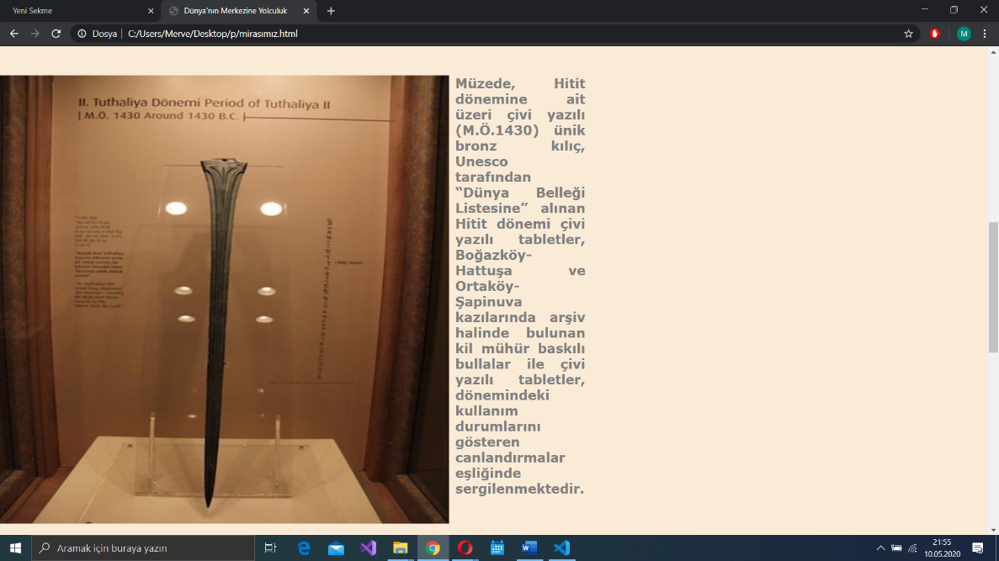 Yeni Sekme
Dünya'nın Merkezine Yolculuk
Dosya
C:/Users/Merve/Desktop/p/mirasımız.html
M
II. Tuthaliya Dönemi Period of Tuthaliya II
| M.Ö. 1430 Around 1430 B.C.
Müzede, Hitit
dönemine ait
üzeri çivi yazılı
(M.Ö.1430) ünik
bronz kılıç,
Unesco
tarafından
“Dünya Belleği
Listesine” alınan
Hitit dönemi çivi
yazılı tabletler,
Boğazköy-
Hattuşa ve
Ortaköy-
Şapinuva
kazılarında arşiv
halinde bulunan
kil mühür baskılı
bullalar ile çivi
yazılı tabletler,
dönemindeki
kullanım
durumlarını
gösteren
canlandırmalar
eşliğinde
sergilenmektedir.
Aramak için buraya yazın
21:55
10.05.2020